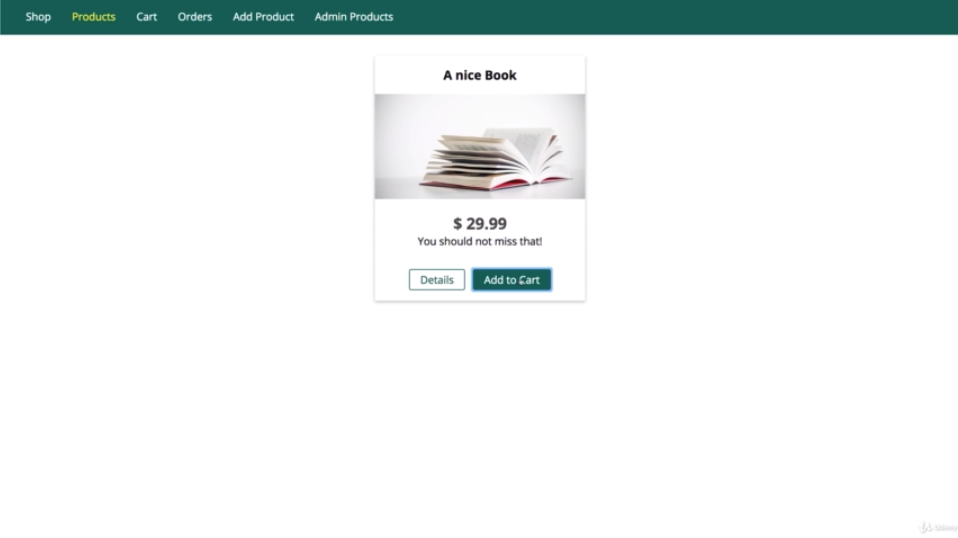 Shop Products Cart Orders Add Product Admin Products
A nice Book
$ 29.99
You should not miss that!
Details Add to Cart
Udemy